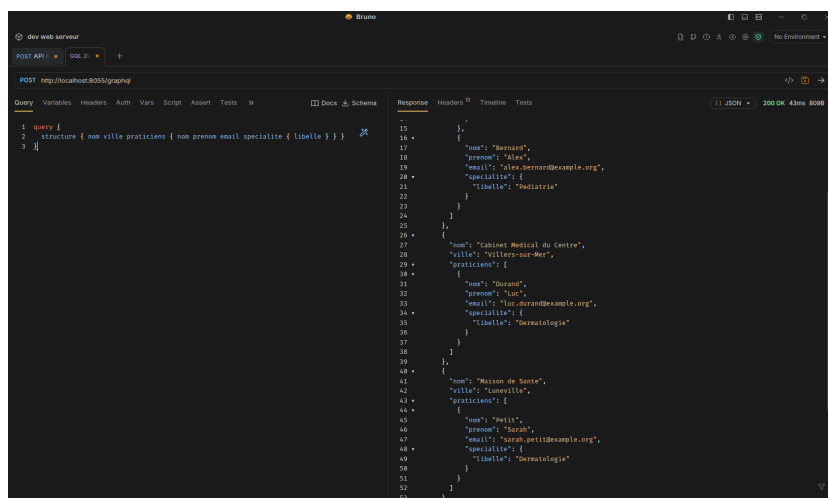 Bruno
dev web serveur
No Environment
POST API
GQL
+
POST http://localhost:8055/graphql
</>
Query Variables Headers Auth Vars Script Assert Tests
Docs Schema
Response Headers 10 Timeline Tests
JSON
200 OK 43ms 809B
1 query {
2 structure { nom ville praticiens { nom prenom email specialite { libelle } } }
3 }
15 },
16 {
17 "nom": "Bernard",
18 "prenom": "Alex",
19 "email": "alex.bernard@example.org",
20 "specialite": {
21 "libelle": "Pediatrie"
22 }
23 }
24 ]
25 },
26 {
27 "nom": "Cabinet Medical du Centre",
28 "ville": "Villers-sur-Mer",
29 "praticiens": [
30 {
31 "nom": "Durand",
32 "prenom": "Luc",
33 "email": "luc.durand@example.org",
34 "specialite": {
35 "libelle": "Dermatologie"
36 }
37 }
38 ]
39 },
40 {
41 "nom": "Maison de Sante",
42 "ville": "Luneville",
43 "praticiens": [
44 {
45 "nom": "Petit",
46 "prenom": "Sarah",
47 "email": "sarah.petit@example.org",
48 "specialite": {
49 "libelle": "Dermatologie"
50 }
51 }
52 ]